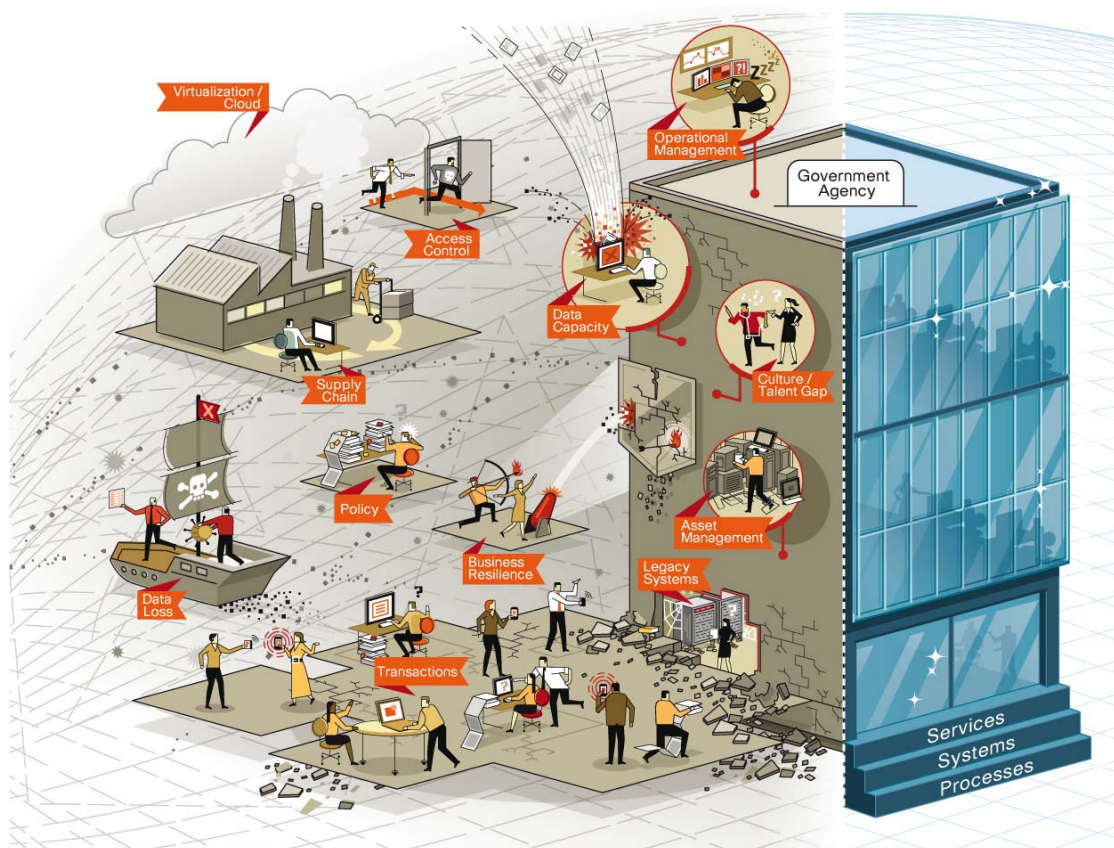 Virtualization /
Cloud
Operational
Management
ZZZZZ
?!
Government
Agency
Access
Control
Data
Capacity
Culture /
Talent Gap
?
Supply
Chain
X
?
Policy
Asset
Management
Business
Resilience
Legacy
Systems
?
Data
Loss
?
Transactions
?
Services
Systems
Processes